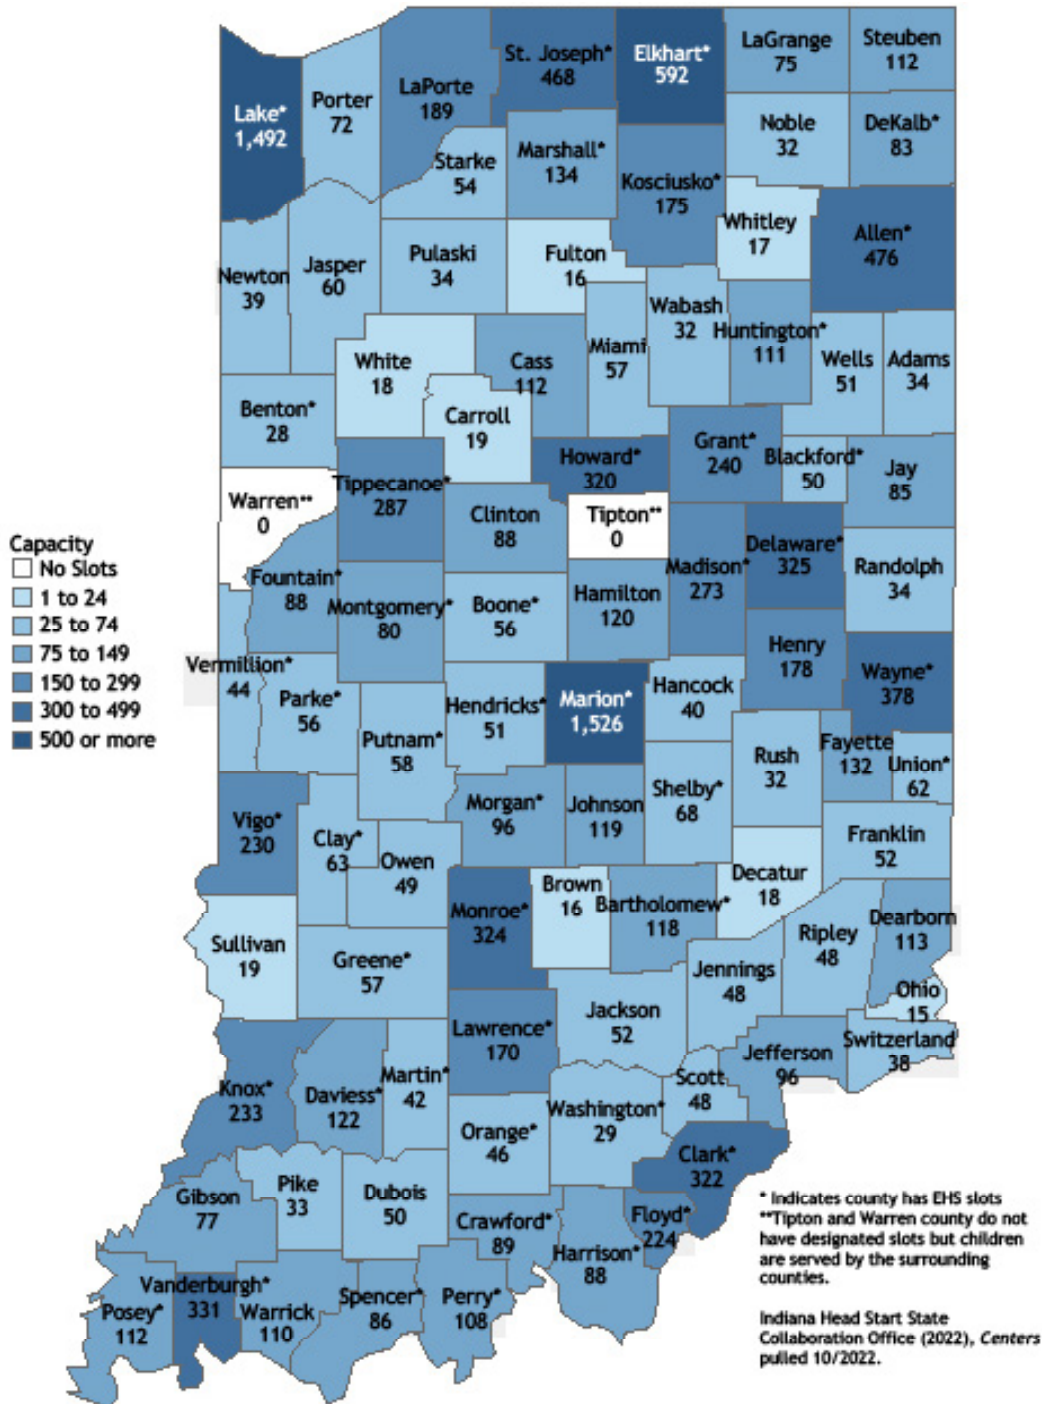 St. Joseph*
468
Elkhart*
592
LaGrange
75
Steuben
112
LaPorte
189
Porter
72
Lake*
1,492
Noble
32
DeKalb*
83
Starke
54
Marshall*
134
Kosciusko*
175
Whitley
17
Allen*
476
Newton
39
Jasper
60
Pulaski
34
Fulton
16
Wabash
32
Huntington*
111
Miami
57
Wells
51
Adams
34
White
18
Cass
112
Carroll
19
Benton*
28
Grant*
240
Blackford*
50
Jay
85
Howard*
320
Warren**
0
Tippecanoe*
287
Clinton
88
Tipton**
0
Madison*
273
Delaware*
325
Randolph
34
Capacity
No Slots
1 to 24
25 to 74
75 to 149
150 to 299
300 to 499
500 or more
Fountain*
88
Montgomery*
80
Boone*
56
Hamilton
120
Henry
178
Wayne*
378
Vermillion*
44
Parke*
56
Hendricks*
51
Marion*
1,526
Hancock
40
Putnam*
58
Rush
32
Fayette
132
Union*
62
Vigo*
230
Clay*
63
Owen
49
Morgan*
96
Johnson
119
Shelby*
68
Franklin
52
Decatur
18
Brown
16
Bartholomew*
118
Monroe*
324
Sullivan
19
Greene*
57
Jennings
48
Ripley
48
Dearborn
113
Ohio
15
Jackson
52
Lawrence*
170
Switzerland
38
Jefferson
96
Knox*
233
Daviess*
122
Martin*
42
Scott
48
Washington*
29
Orange*
46
Clark*
322
Gibson
77
Pike
33
Dubois
50
Crawford*
89
Floyd*
224
Harrison*
88
Posey*
112
Vanderburgh*
331
Warrick
110
Spencer*
86
Perry*
108
* Indicates county has EHS slots
**Tipton and Warren county do not
have designated slots but children
are served by the surrounding
counties.
Indiana Head Start State
Collaboration Office (2022), Centers
pulled 10/2022.